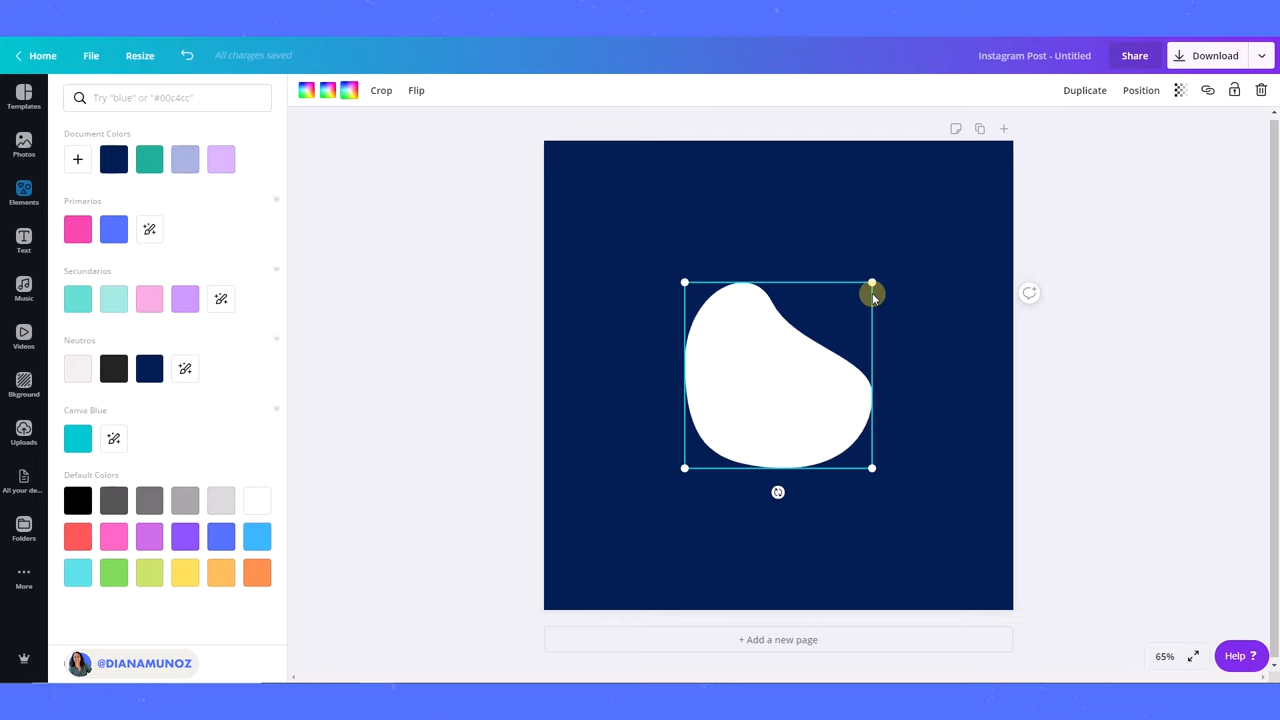 Home
File
Resize
All changes saved
Instagram Post - Untitled
Share
Download
Templates
Photos
Elements
Text
Music
Videos
Bkground
Uploads
All your de...
Folders
More
Try "blue" or "#00c4cc"
Crop
Flip
Duplicate
Position
Document Colors
Primarios
Secundarios
Neutros
Canva Blue
Default Colors
@DIANAMUNOZ
+ Add a new page
65%
Help ?